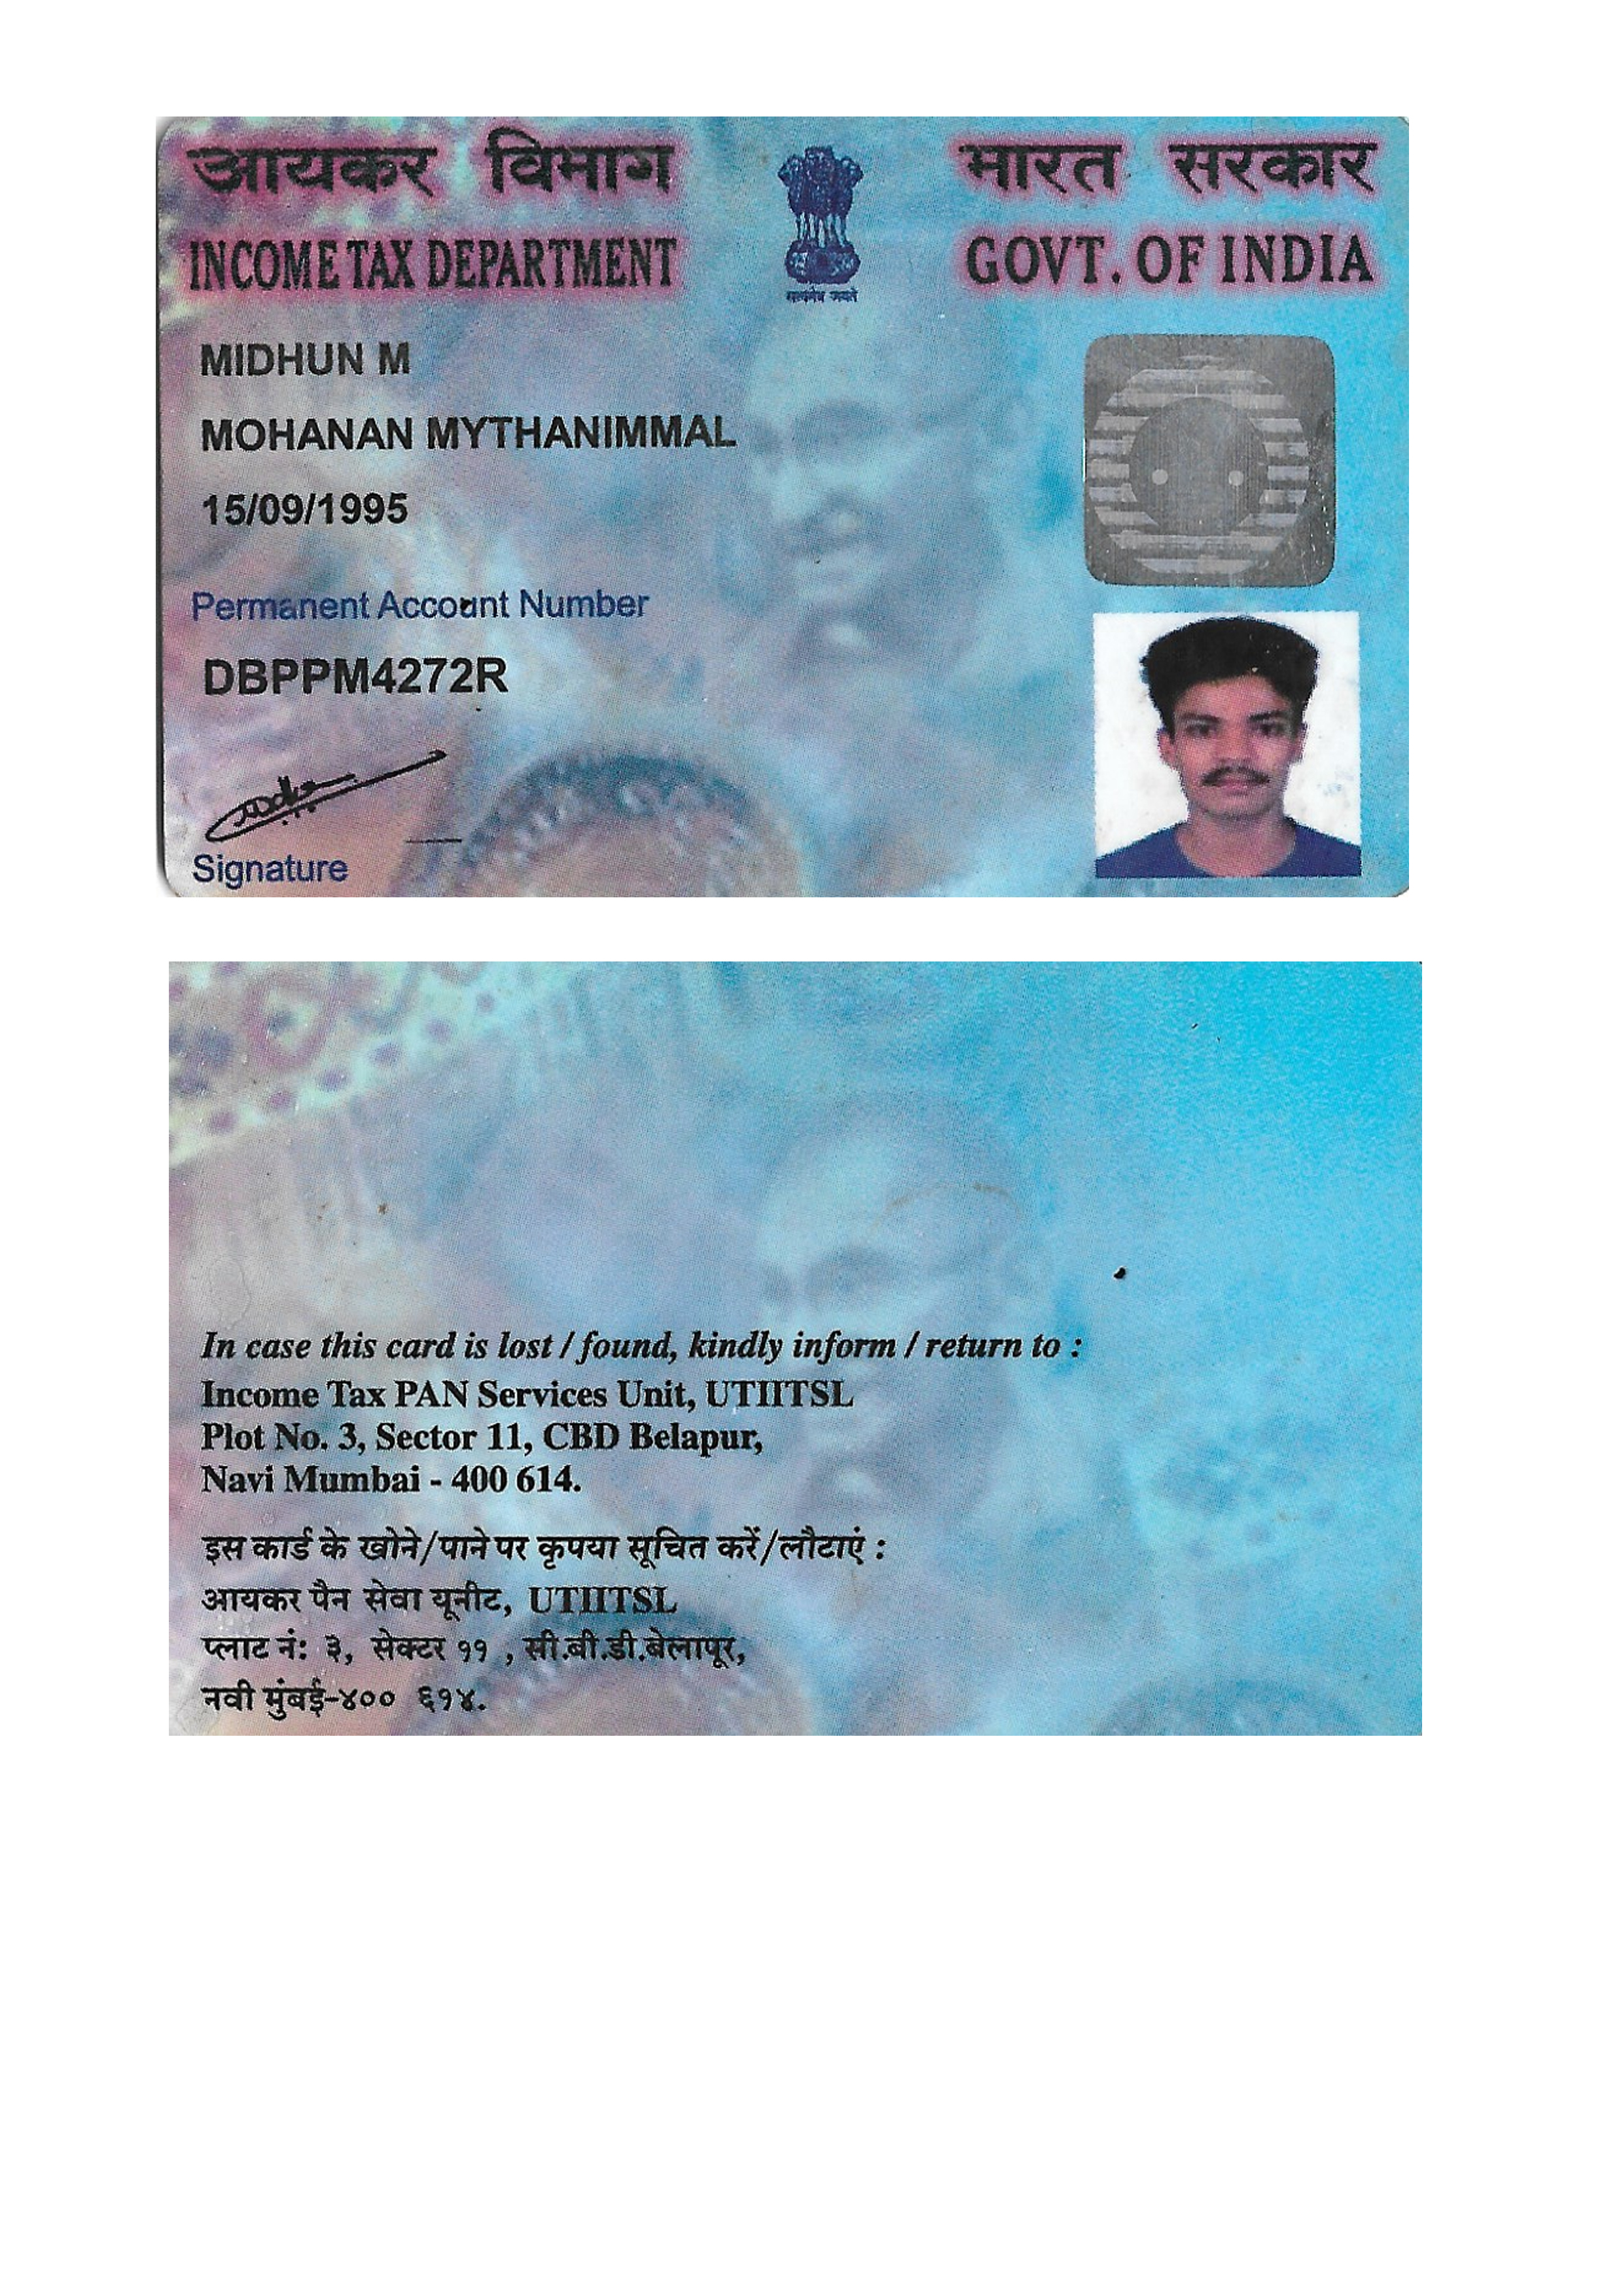 आयकर विभाग
INCOME TAX DEPARTMENT
सत्यमेव जयते
भारत सरकार
GOVT. OF INDIA
MIDHUN M
MOHANAN MYTHANIMMAL
15/09/1995
Permanent Account Number
DBPPM4272R
Signature
In case this card is lost / found, kindly inform / return to :
Income Tax PAN Services Unit, UTIITSL
Plot No. 3, Sector 11, CBD Belapur,
Navi Mumbai - 400 614.
इस कार्ड के खोने/पाने पर कृपया सूचित करें/लौटाएं :
आयकर पैन सेवा यूनीट, UTIITSL
प्लाट नं: ३, सेक्टर ११ , सी.बी.डी.बेलापूर,
नवी मुंबई-४०० ६१४.